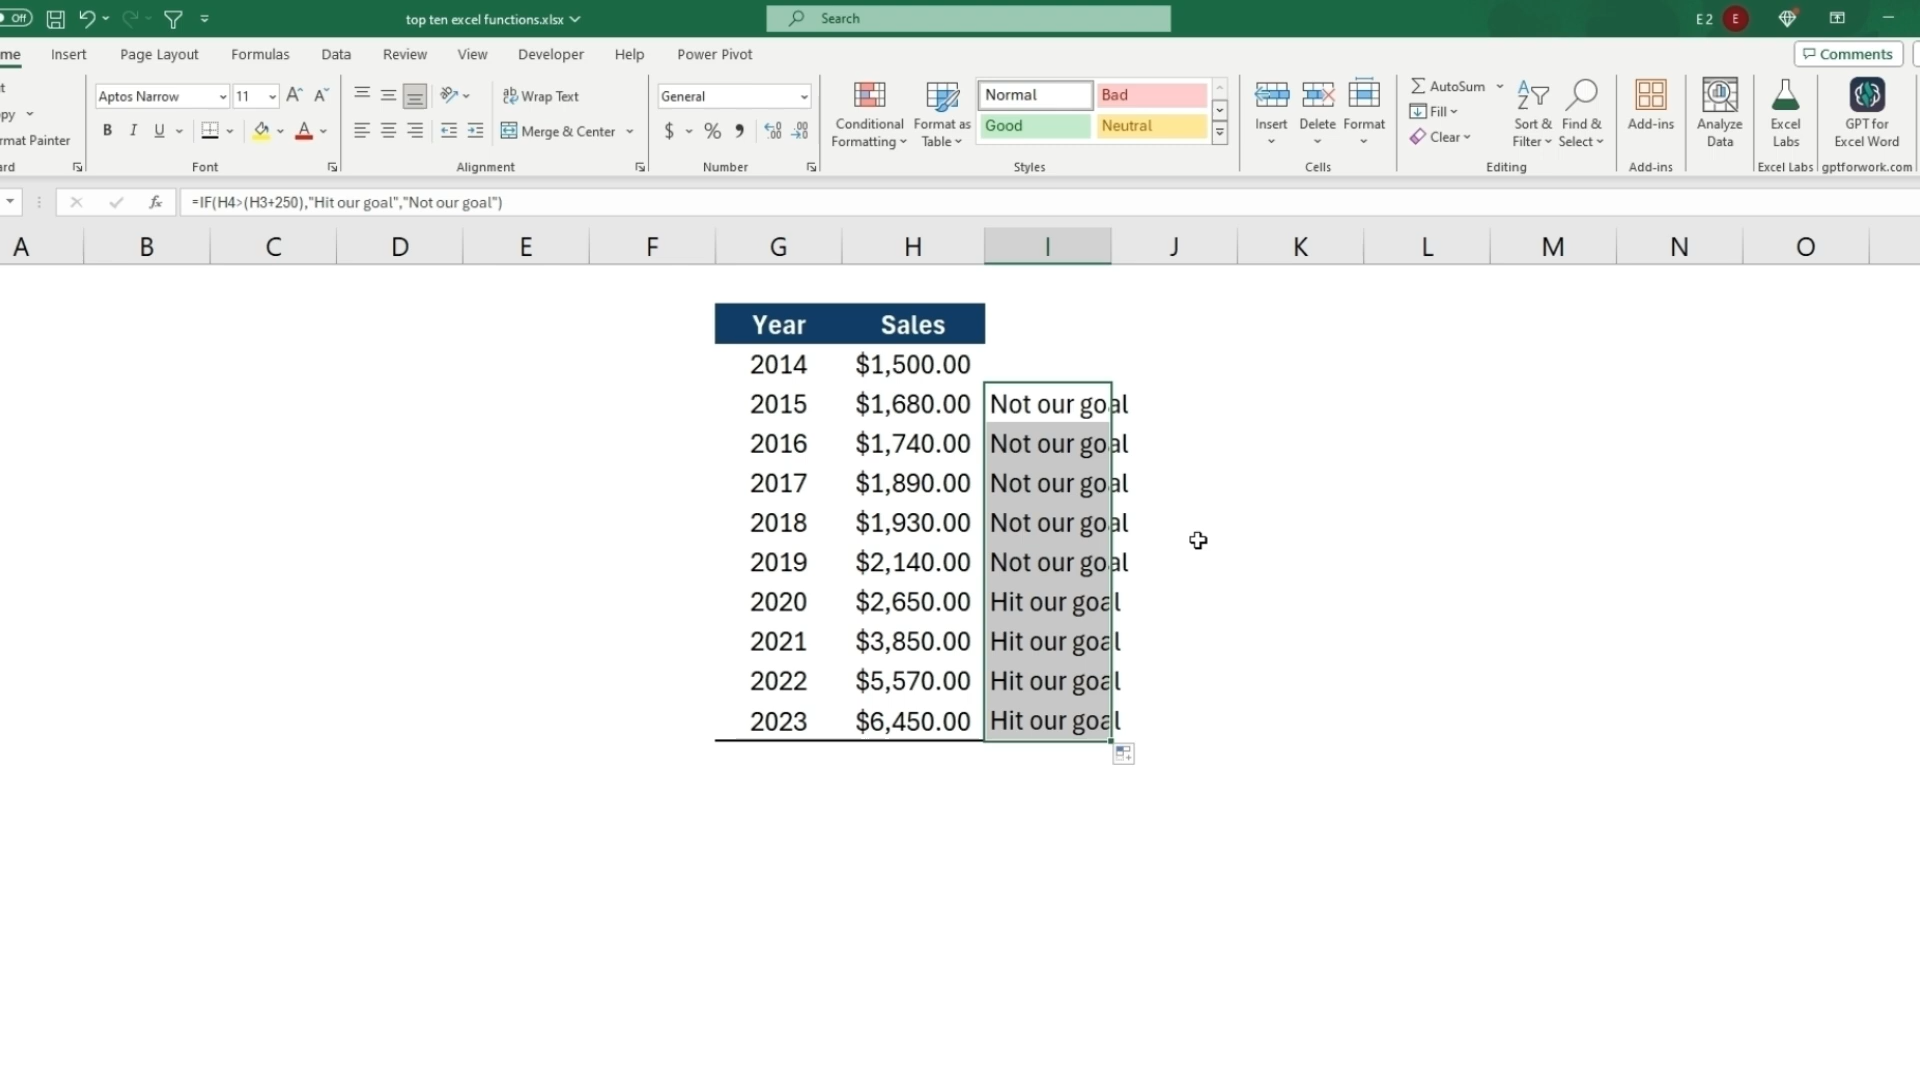 Off
top ten excel functions.xlsx
Search
E 2
E
me
Insert
Page Layout
Formulas
Data
Review
View
Developer
Help
Power Pivot
Comments
t
py
rmat Painter
rd
Aptos Narrow
11
B I U
Font
Wrap Text
Merge & Center
Alignment
General
$ % 9
Number
Conditional
Formatting
Format as
Table
Normal
Bad
Good
Neutral
Styles
Insert
Delete
Format
Cells
AutoSum
Fill
Clear
Sort &
Filter
Find &
Select
Editing
Add-ins
Add-ins
Analyze
Data
Excel
Labs
Excel Labs
GPT for
Excel Word
gptforwork.com
fx
=IF(H4>(H3+250),"Hit our goal","Not our goal")
A B C D E F G H I J K L M N O
Year Sales
2014 $1,500.00
2015 $1,680.00 Not our goal
2016 $1,740.00 Not our goal
2017 $1,890.00 Not our goal
2018 $1,930.00 Not our goal
2019 $2,140.00 Not our goal
2020 $2,650.00 Hit our goal
2021 $3,850.00 Hit our goal
2022 $5,570.00 Hit our goal
2023 $6,450.00 Hit our goal